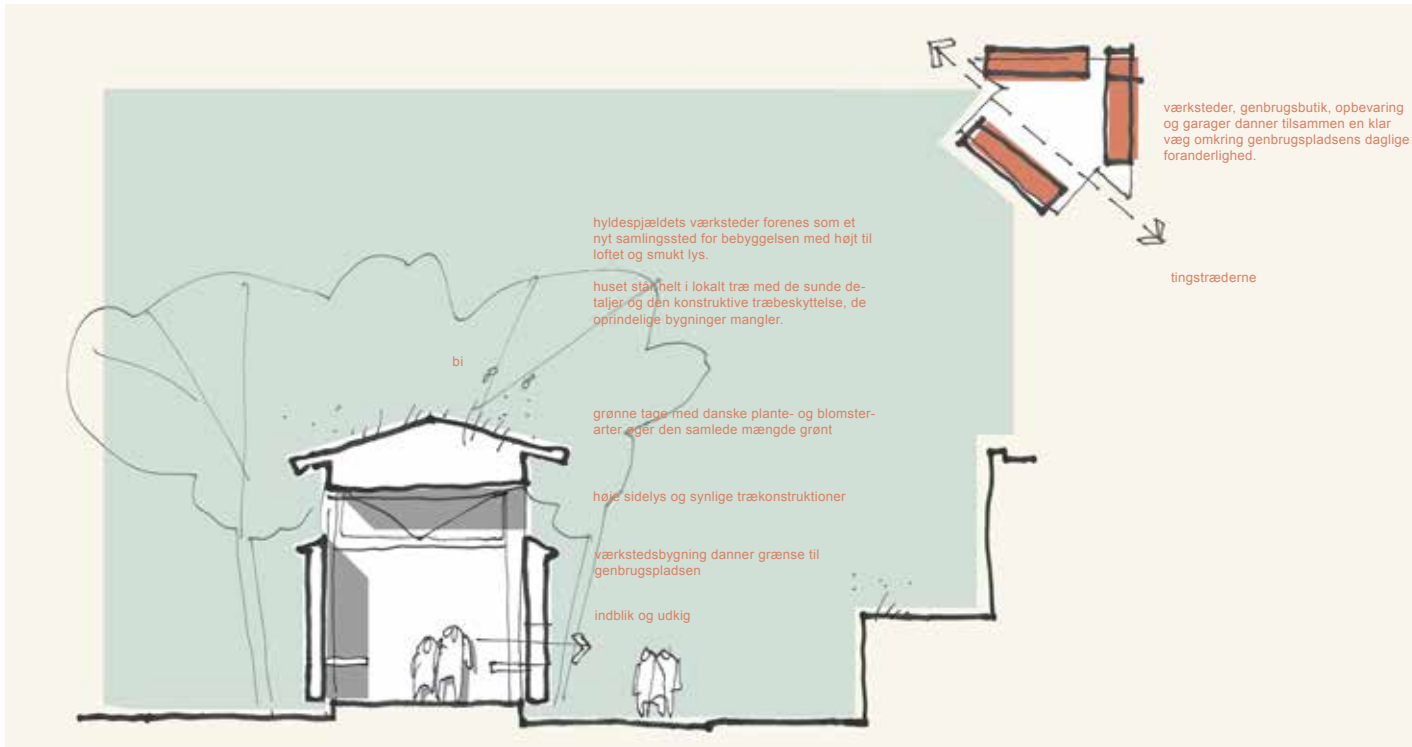 værksteder, genbrugsbutik, opbevaring
og garager danner tilsammen en klar
væg omkring genbrugspladsens daglige
foranderlighed.
hyldespjældets værksteder forenes som et
nyt samlingssted for bebyggelsen med højt til
loftet og smukt lys.
tingstræderne
huset står helt i lokalt træ med de sunde de-
taljer og den konstruktive træbeskyttelse, de
oprindelige bygninger mangler.
bi
grønne tage med danske plante- og blomster-
arter øger den samlede mængde grønt
høje sidelys og synlige trækonstruktioner
værkstedsbygning danner grænse til
genbrugspladsen
indblik og udkig